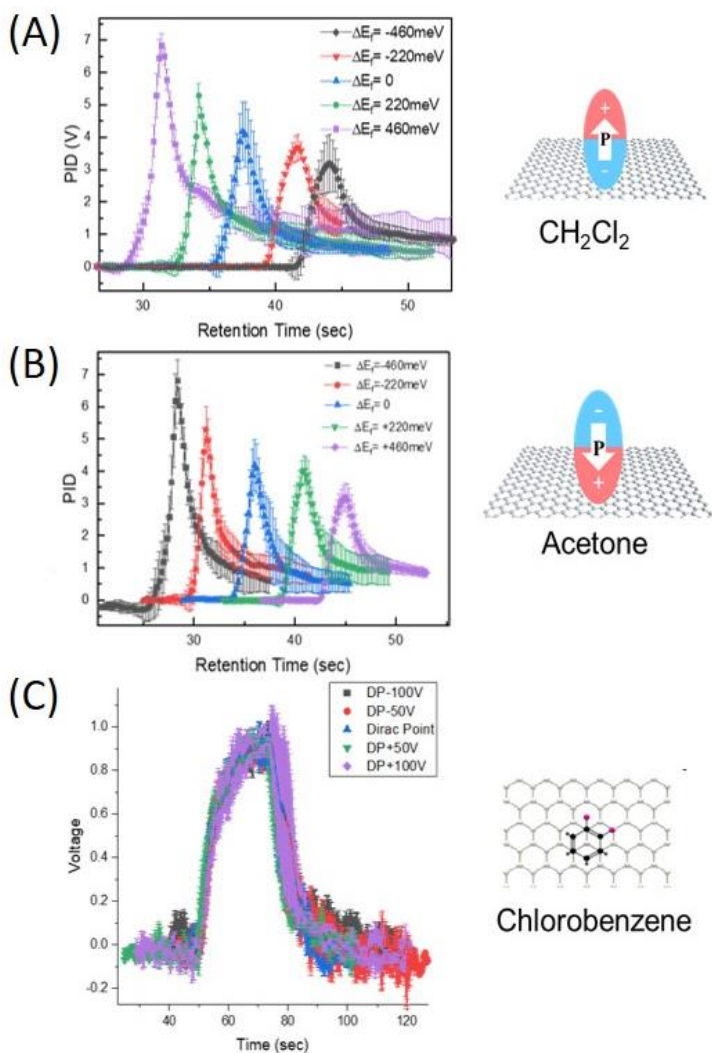 (A)
PID (V)
7
6
5
4
3
2
1
0
30
40
50
Retention Time (sec)
ΔEf= -460meV
ΔEf= -220meV
ΔEf= 0
ΔEf= 220meV
ΔEf= 460meV
+
P
-
CH2Cl2
(B)
PID
7
6
5
4
3
2
1
0
30
40
50
Retention Time (sec)
ΔEf=-460meV
ΔEf=-220meV
ΔEf= 0
ΔEf= +220meV
ΔEf= +460meV
-
P
+
Acetone
(C)
Voltage
1.0
0.8
0.6
0.4
0.2
0.0
-0.2
40
60
80
100
120
Time (sec)
DP-100V
DP-50V
Dirac Point
DP+50V
DP+100V
Chlorobenzene